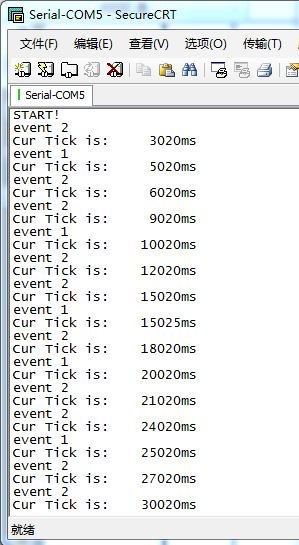 Serial-COM5 - SecureCRT
文件(F) 编辑(E) 查看(V) 选项(O) 传输(T)
Serial-COM5
START!
event 2
Cur Tick is: 3020ms
event 1
Cur Tick is: 5020ms
event 2
Cur Tick is: 6020ms
event 2
Cur Tick is: 9020ms
event 1
Cur Tick is: 10020ms
event 2
Cur Tick is: 12020ms
event 2
Cur Tick is: 15020ms
event 1
Cur Tick is: 15025ms
event 2
Cur Tick is: 18020ms
event 1
Cur Tick is: 20020ms
event 2
Cur Tick is: 21020ms
event 2
Cur Tick is: 24020ms
event 1
Cur Tick is: 25020ms
event 2
Cur Tick is: 27020ms
event 2
Cur Tick is: 30020ms
就绪